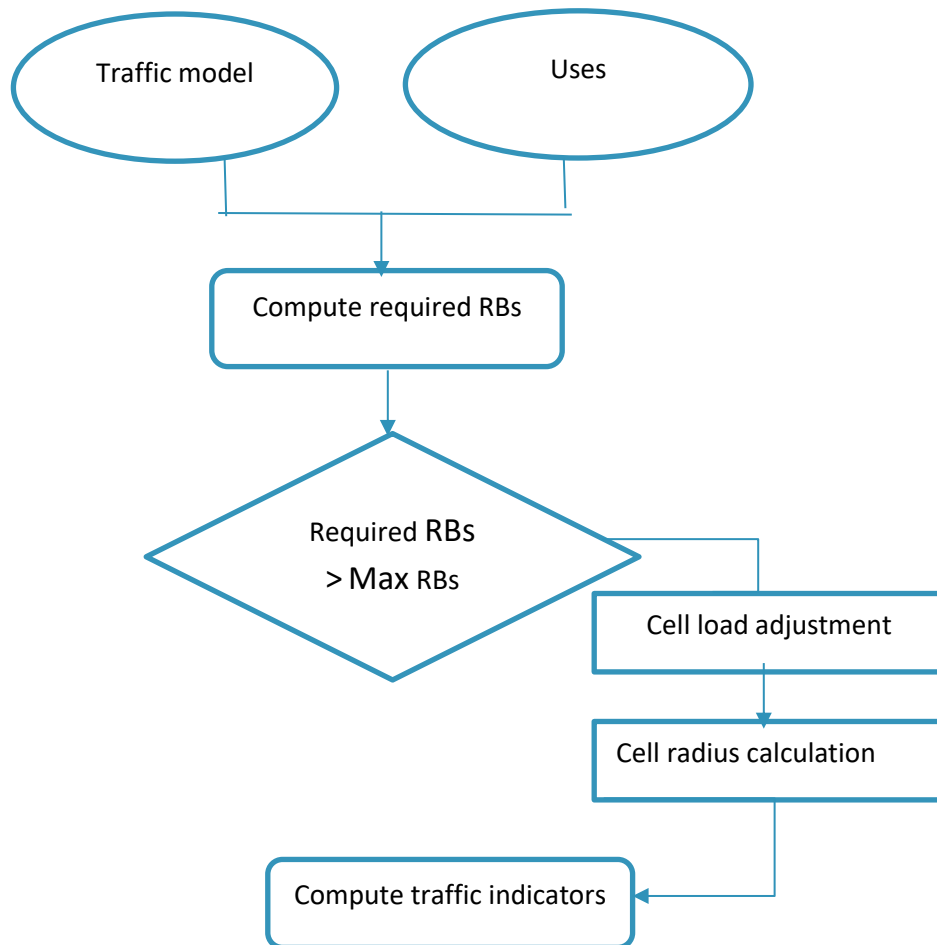 Traffic model
Uses
Compute required RBs
Required RBs
> Max RBs
Cell load adjustment
Cell radius calculation
Compute traffic indicators